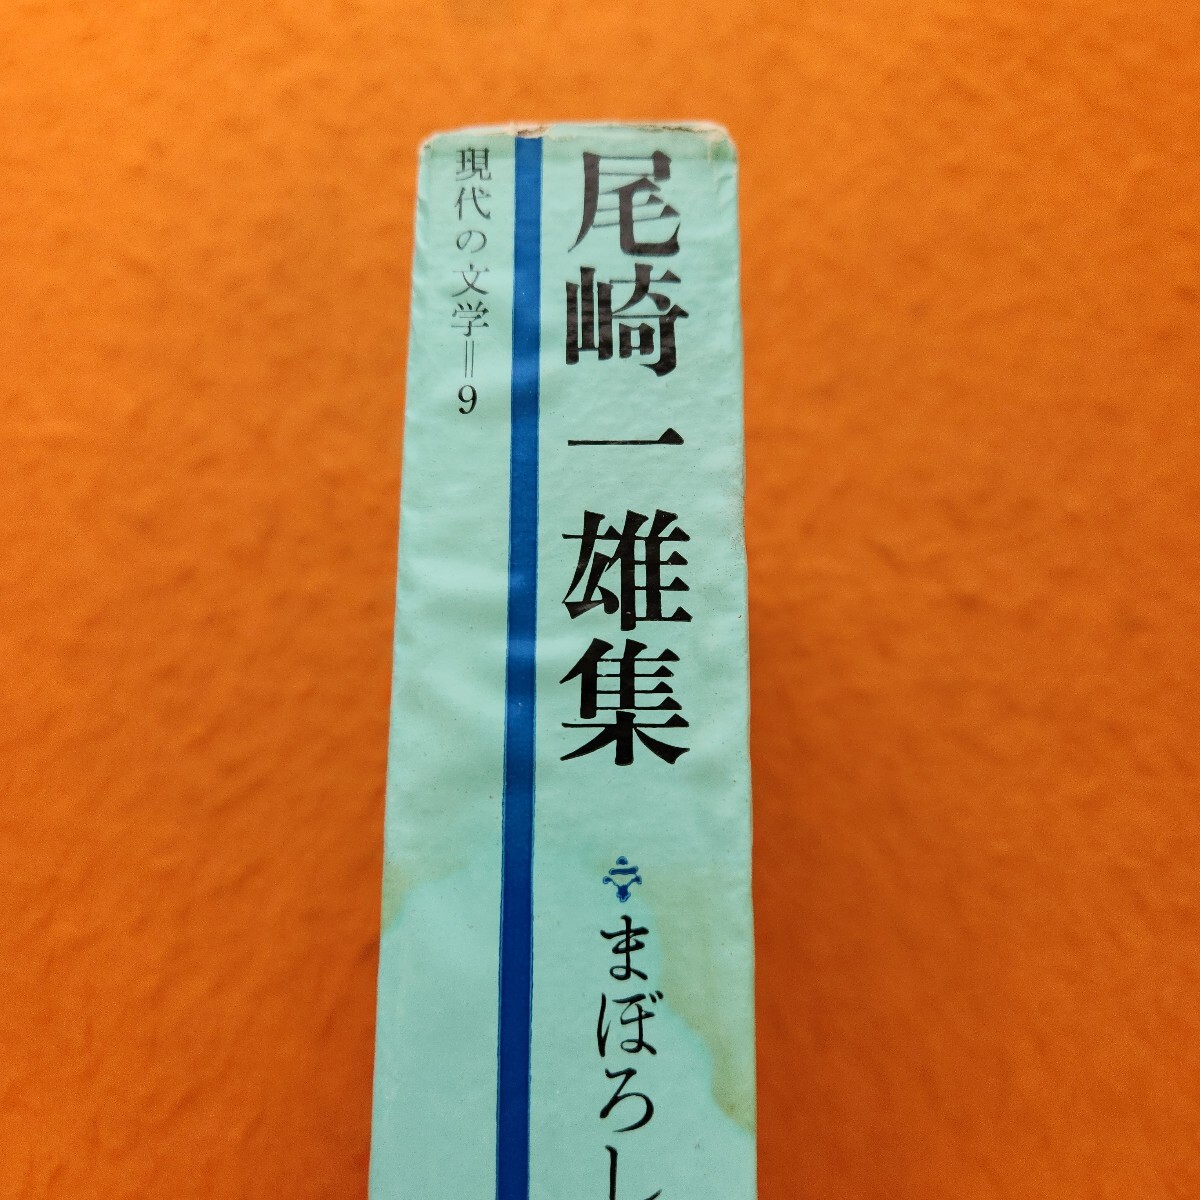 尾崎一雄集
まぼろし
現代の文学=9